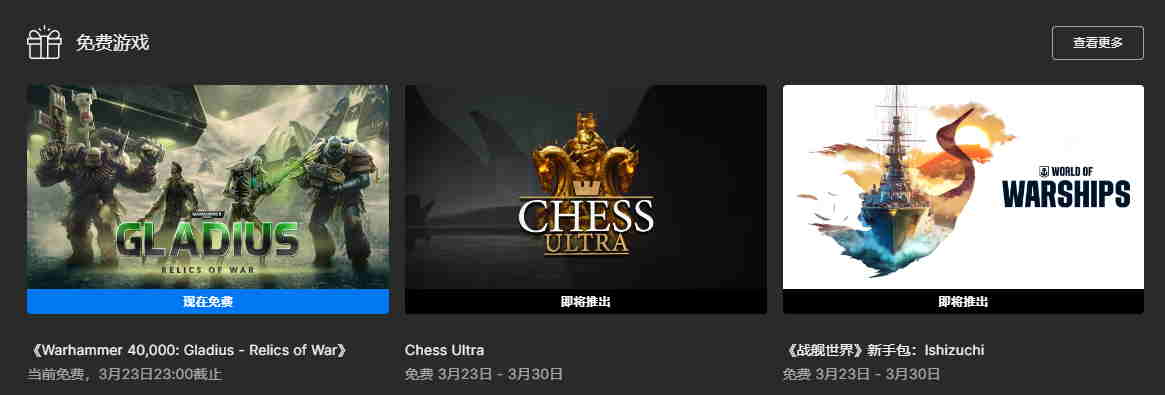 免费游戏
查看更多
WARHAMMER
GLADIUS
RELICS OF WAR
CHESS
ULTRA
WORLD OF
WARSHIPS
现在免费
即将推出
即将推出
《Warhammer 40,000: Gladius - Relics of War》
Chess Ultra
《战舰世界》新手包：Ishizuchi
当前免费，3月23日23:00截止
免费 3月23日 - 3月30日
免费 3月23日 - 3月30日